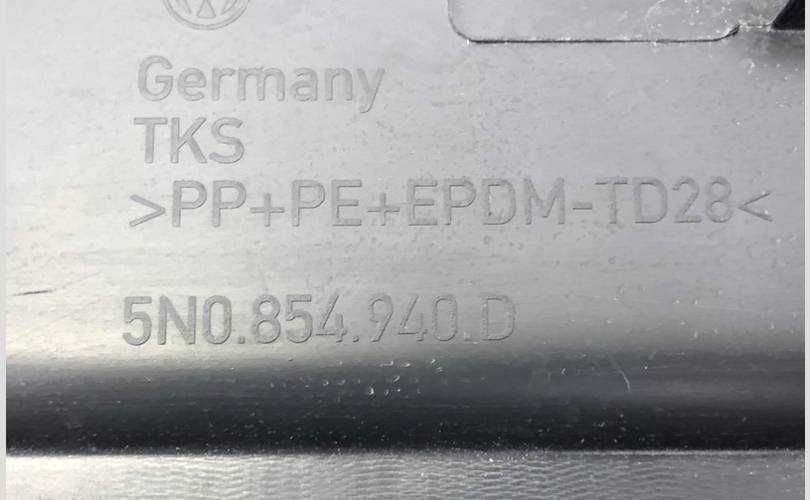 Germany
TKS
>PP+PE+EPDM-TD28<
5N0.854.940.D